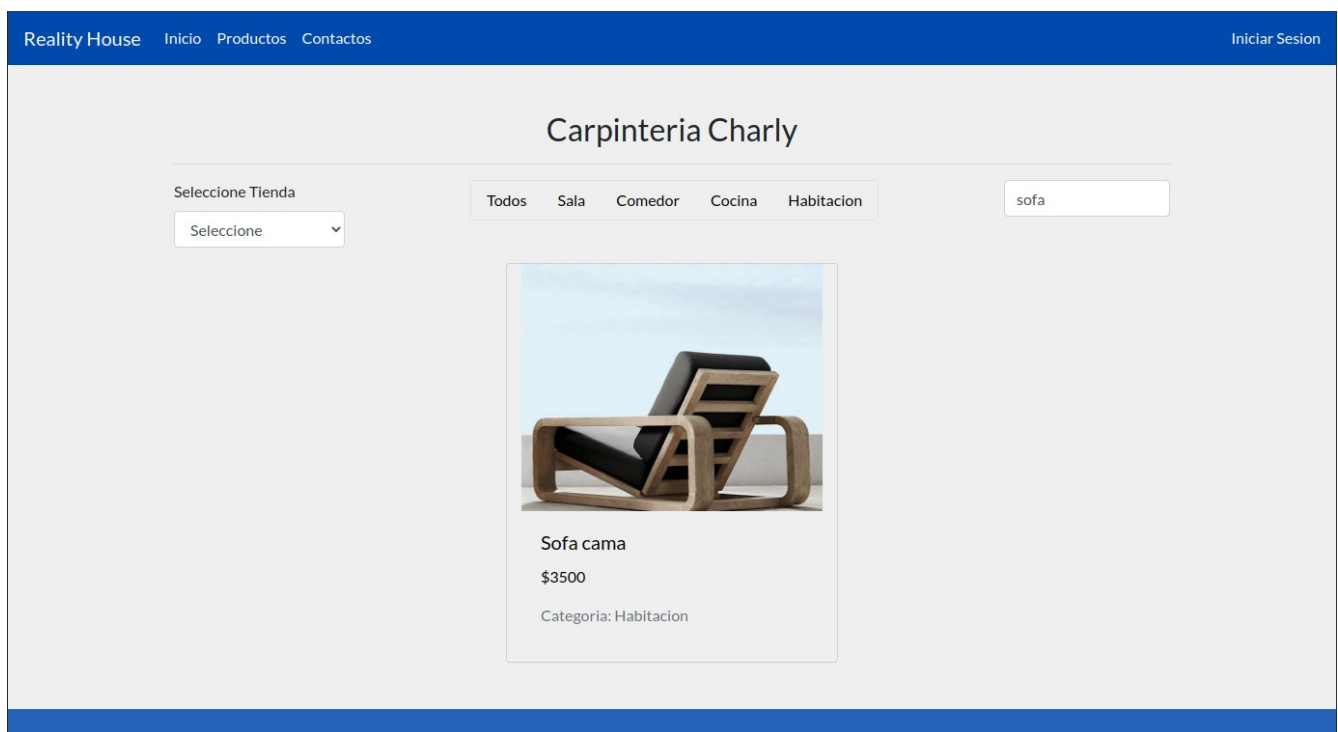 Reality House Inicio Productos Contactos Iniciar Sesion
Carpinteria Charly
Seleccione Tienda
Seleccione
Todos Sala Comedor Cocina Habitacion
sofa
Sofa cama
$3500
Categoria: Habitacion